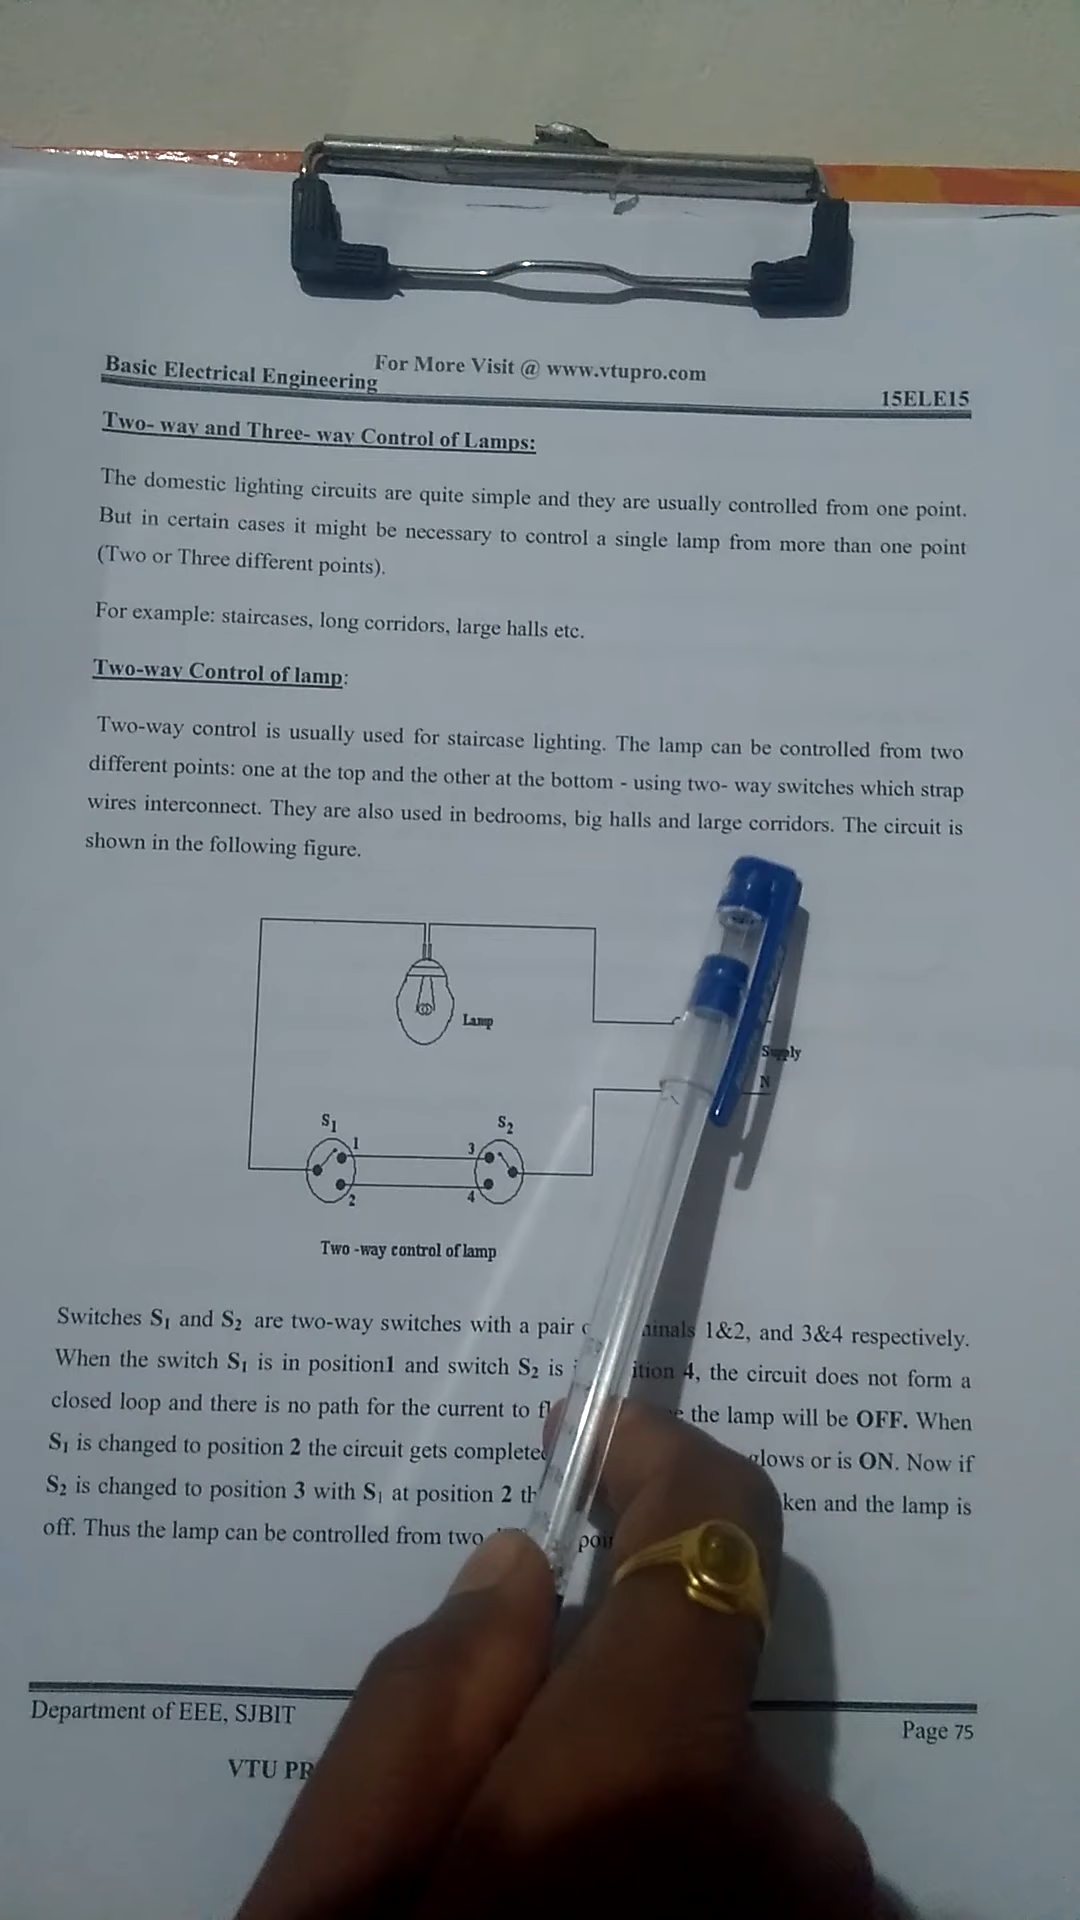 For More Visit @ www.vtupro.com
Basic Electrical Engineering
15ELE15
Two- way and Three- way Control of Lamps:
The domestic lighting circuits are quite simple and they are usually controlled from one point.
But in certain cases it might be necessary to control a single lamp from more than one point
(Two or Three different points).
For example: staircases, long corridors, large halls etc.
Two-way Control of lamp:
Two-way control is usually used for staircase lighting. The lamp can be controlled from two
different points: one at the top and the other at the bottom - using two- way switches which strap
wires interconnect. They are also used in bedrooms, big halls and large corridors. The circuit is
shown in the following figure.
Lamp
Supply
N
S1
S2
1
3
2
4
Two -way control of lamp
Switches S1 and S2 are two-way switches with a pair 1&2, and 3&4 respectively.
When the switch S1 is in position1 and switch S2 is 4, the circuit does not form a
closed loop and there is no path for the current to the lamp will be OFF. When
S1 is changed to position 2 the circuit gets glows or is ON. Now if
S2 is changed to position 3 with S1 at position 2 and the lamp is
off. Thus the lamp can be controlled from two
Department of EEE, SJBIT
Page 75
VTU